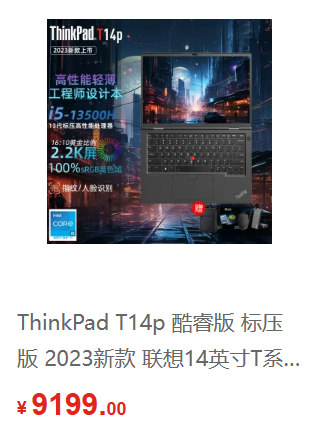 ThinkPad T14p
2023新款上市
高性能轻薄
工程师设计本
i5-13500H
13代标压高性能处理器
16:10黄金比例
2.2K屏
100%sRGB高色域
指纹/人脸识别
赠
intel
CORE
i5
ThinkPad T14p 酷睿版 标压
版 2023新款 联想14英寸T系...
¥ 9199.00